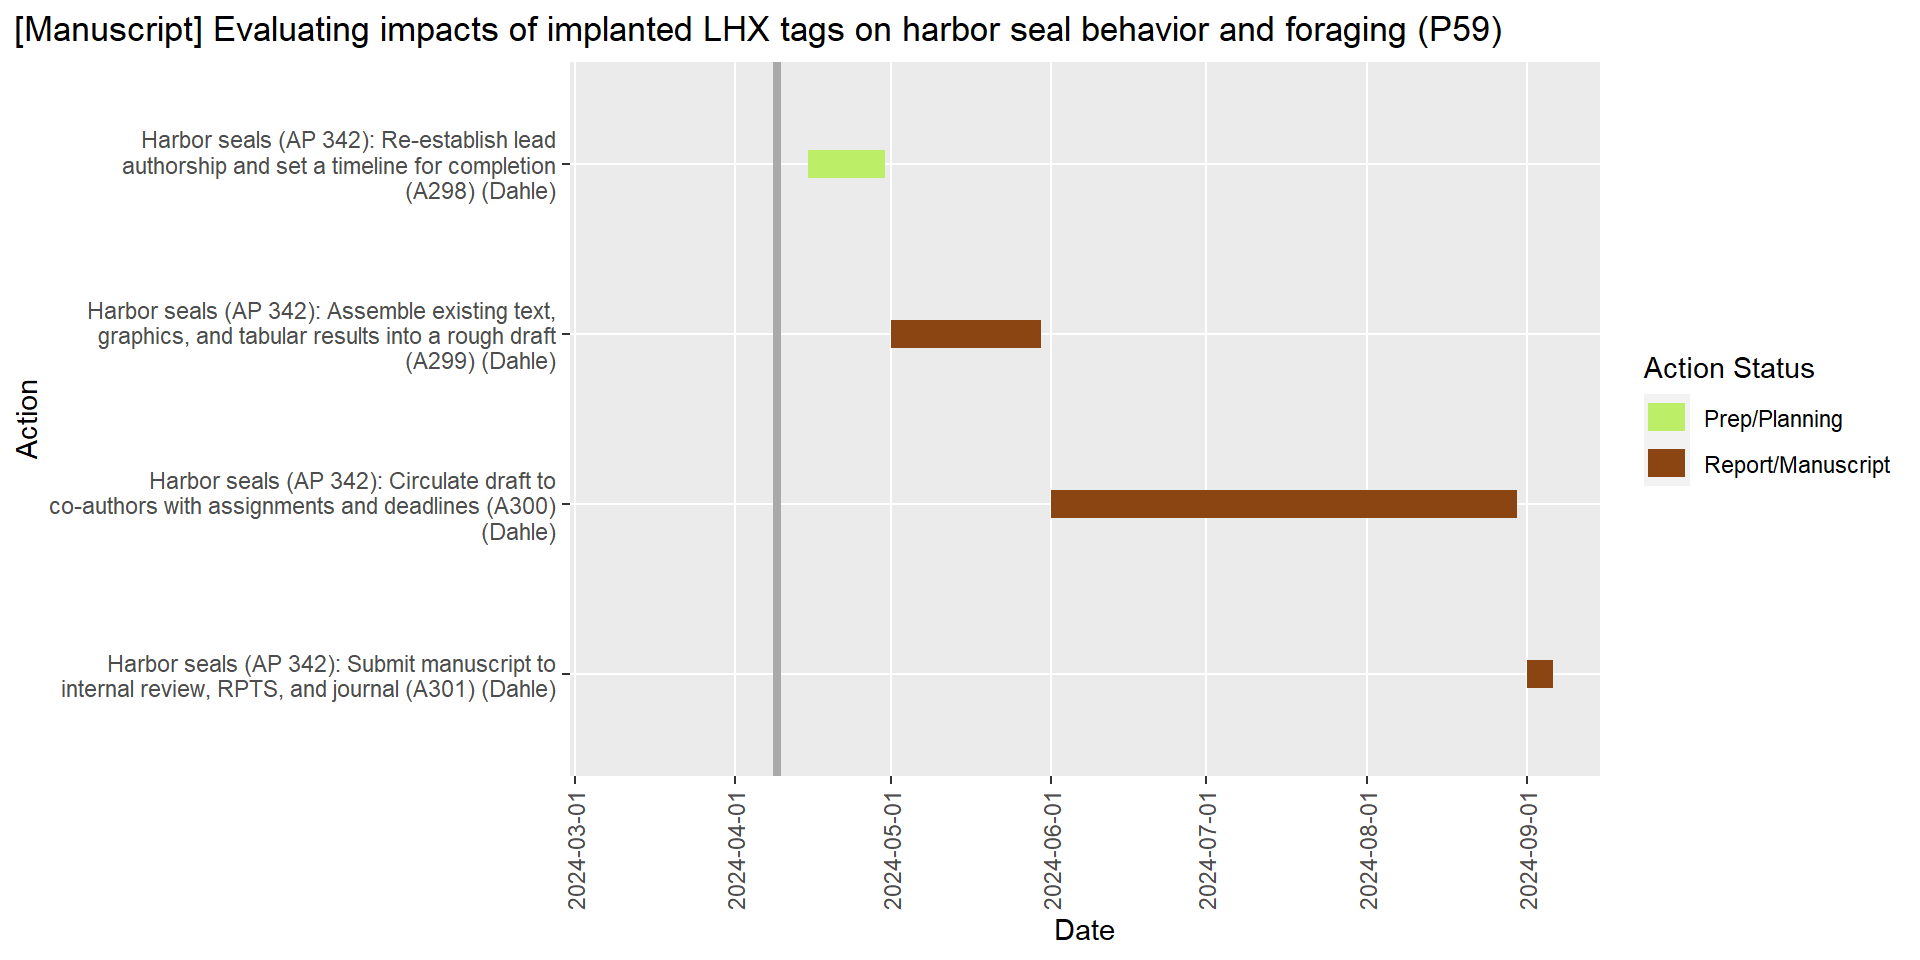 [Manuscript] Evaluating impacts of implanted LHX tags on harbor seal behavior and foraging (P59)
Harbor seals (AP 342): Re-establish lead
authorship and set a timeline for completion
(A298) (Dahle)
Harbor seals (AP 342): Assemble existing text,
graphics, and tabular results into a rough draft
(A299) (Dahle)
Harbor seals (AP 342): Circulate draft to
co-authors with assignments and deadlines (A300)
(Dahle)
Harbor seals (AP 342): Submit manuscript to
internal review, RPTS, and journal (A301) (Dahle)
Action
2024-03-01
2024-04-01
2024-05-01
2024-06-01
2024-07-01
2024-08-01
2024-09-01
Date
Action Status
Prep/Planning
Report/Manuscript